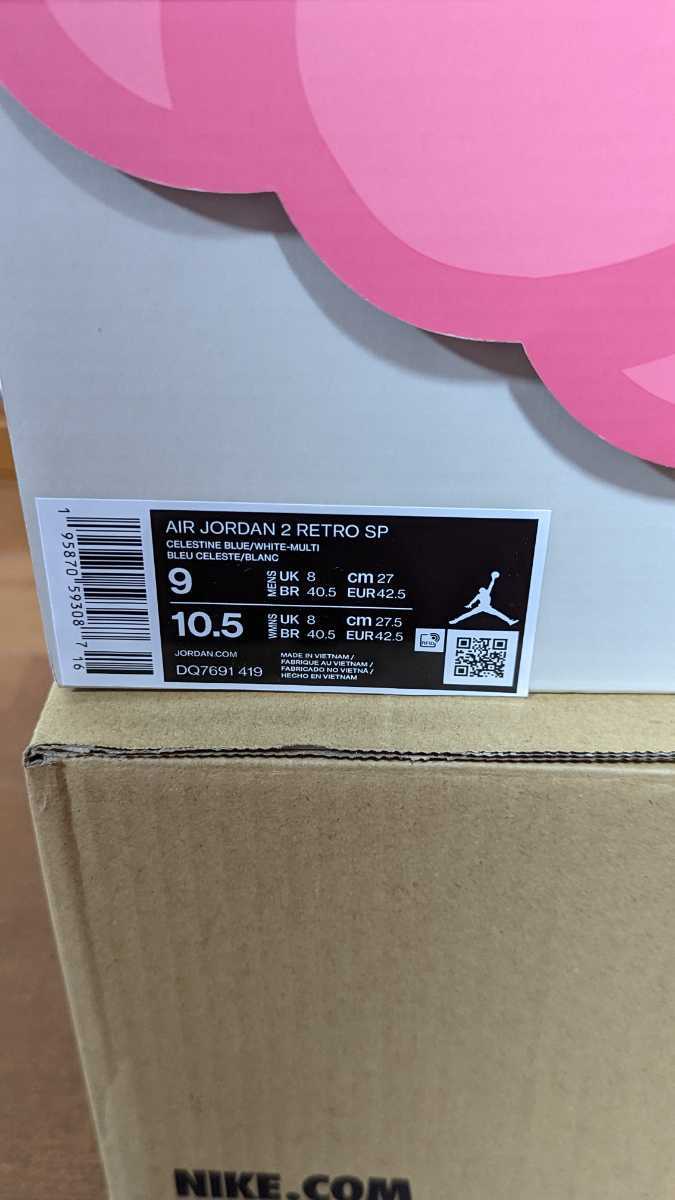 1 95870 59308 7 16
AIR JORDAN 2 RETRO SP
CELESTINE BLUE/WHITE-MULTI
BLEU CELESTE/BLANC
9 MENS UK 8 cm 27
BR 40.5 EUR 42.5
10.5 WMNS UK 8 cm 27.5
BR 40.5 EUR 42.5
RFID
JORDAN.COM
DQ7691 419
MADE IN VIETNAM /
FABRIQUE AU VIETNAM /
FABRICADO NO VIETNÃ /
HECHO EN VIETNAM
NIKE.COM